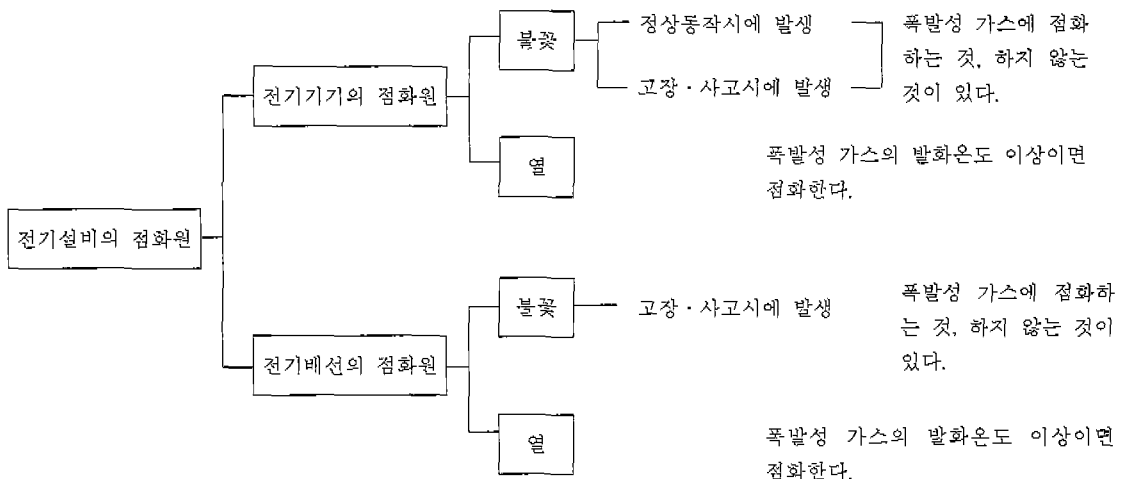 불꽃
정상동작시에 발생
고장·사고시에 발생
폭발성 가스에 점화
하는 것, 하지 않는
것이 있다.
전기기기의 점화원
열
폭발성 가스의 발화온도 이상이면
점화한다.
전기설비의 점화원
불꽃
고장·사고시에 발생
폭발성 가스에 점화하
는 것, 하지 않는 것이
있다.
전기배선의 점화원
열
폭발성 가스의 발화온도 이상이면
점화한다.